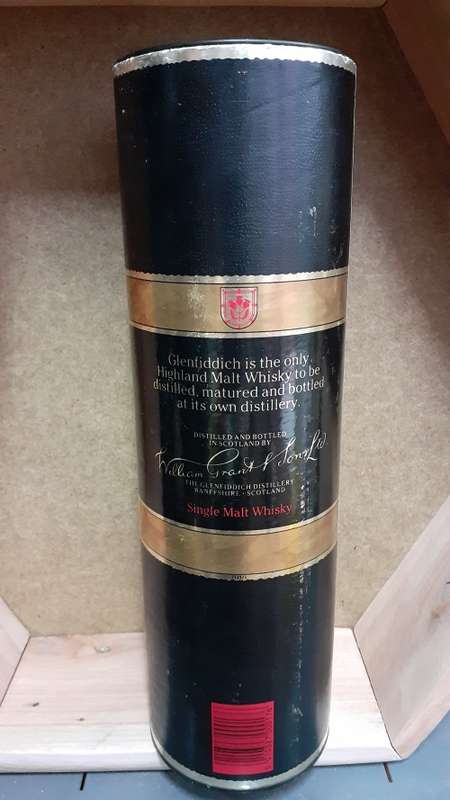 Glenfiddich is the only
Highland Malt Whisky to be
distilled, matured and bottled
at its own distillery.
DISTILLED AND BOTTLED
IN SCOTLAND BY
William Grant & Sons Ltd
THE GLENFIDDICH DISTILLERY
BANFFSHIRE · SCOTLAND
Single Malt Whisky